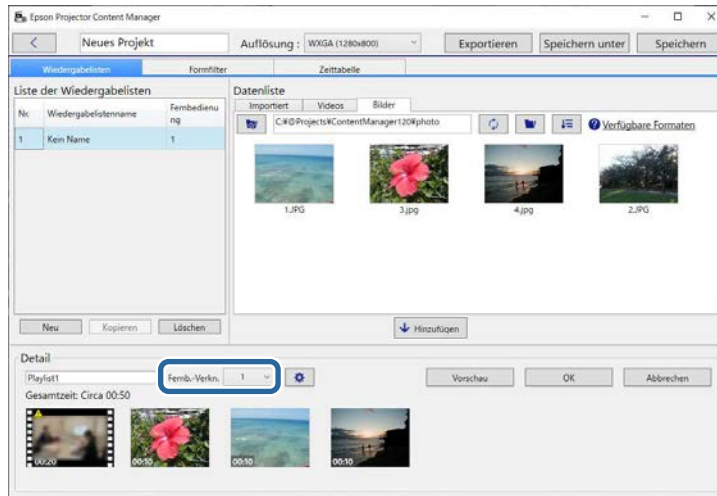 Epson Projector Content Manager
Neues Projekt Auflösung : WXGA (1280x800) Exportieren Speichern unter Speichern
Wiedergabelisten Formfilter Zeittabelle
Liste der Wiedergabelisten Datenliste
Importiert Videos Bilder
Nr. Wiedergabelistenname Fernbedienu
ng
C:¥@Projects¥ContentManager120¥photo Verfügbare Formaten
1 Kein Name 1
1.JPG 3.jpg 4.jpg 2.JPG
Neu Kopieren Löschen Hinzufügen
Detail
Playlist1 Fernb.-Verkn. 1 Vorschau OK Abbrechen
Gesamtzeit: Circa 00:50
00:20 00:10 00:10 00:10